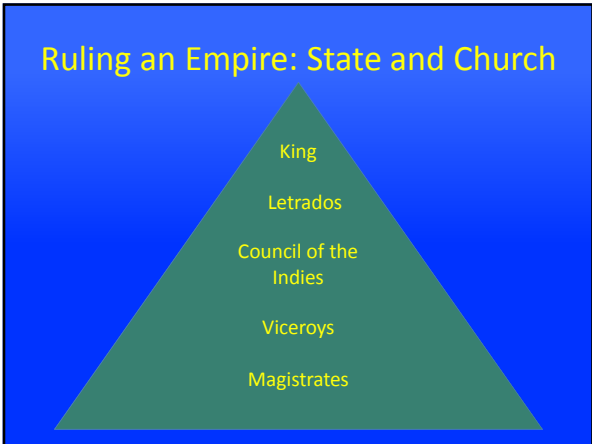 Ruling an Empire: State and Church
King
Letrados
Council of the
Indies
Viceroys
Magistrates